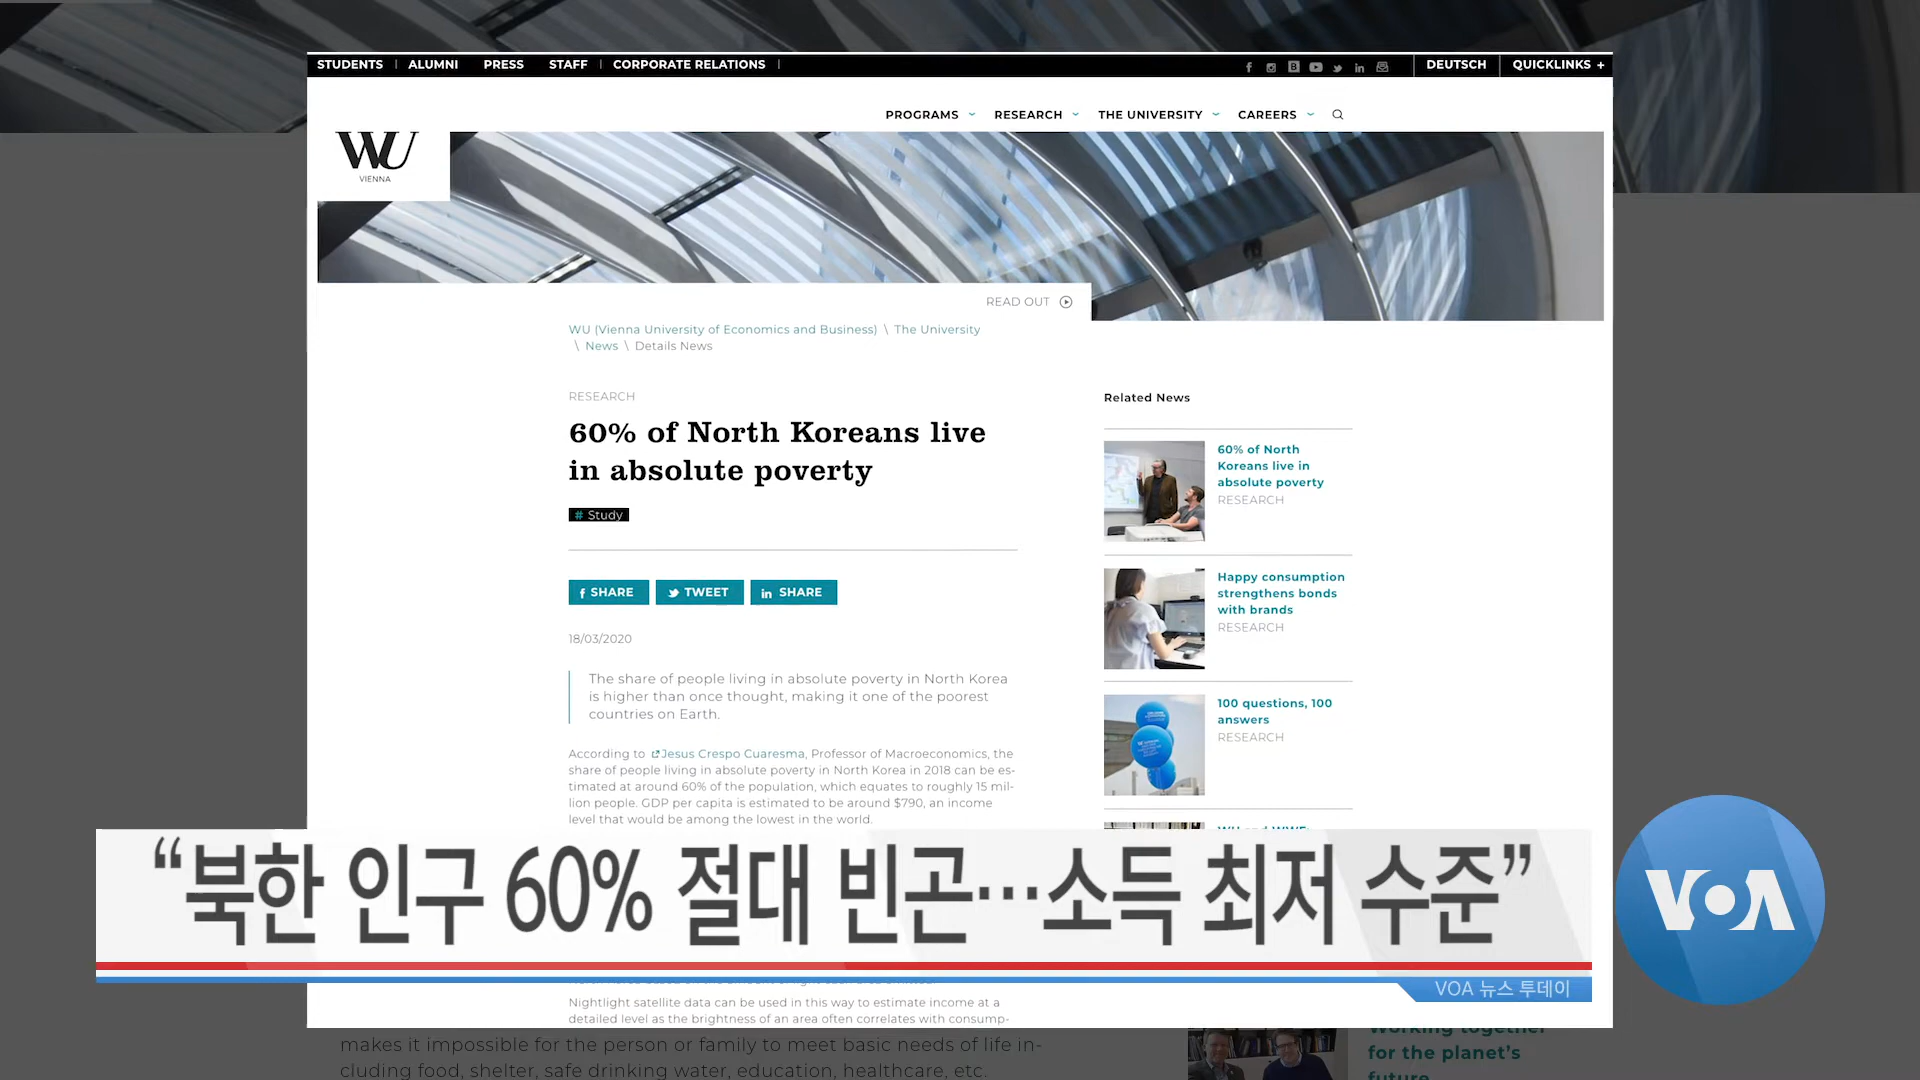 STUDENTS | ALUMNI PRESS STAFF | CORPORATE RELATIONS |
DEUTSCH
QUICKLINKS +
PROGRAMS RESEARCH THE UNIVERSITY CAREERS
WU
VIENNA
READ OUT
WU (Vienna University of Economics and Business) \ The University
\ News \ Details News
RESEARCH
60% of North Koreans live
in absolute poverty
# Study
f SHARE
TWEET
in SHARE
18/03/2020
The share of people living in absolute poverty in North Korea
is higher than once thought, making it one of the poorest
countries on Earth.
According to Jesus Crespo Cuaresma, Professor of Macroeconomics, the
share of people living in absolute poverty in North Korea in 2018 can be es-
timated at around 60% of the population, which equates to roughly 15 mil-
lion people. GDP per capita is estimated to be around $790, an income
level that would be among the lowest in the world.
Related News
60% of North
Koreans live in
absolute poverty
RESEARCH
Happy consumption
strengthens bonds
with brands
RESEARCH
100 questions, 100
answers
RESEARCH
“북한 인구 60% 절대 빈곤…소득 최저 수준”
VOA
VOA 뉴스 투데이
Nightlight satellite data can be used in this way to estimate income at a
detailed level as the brightness of an area often correlates with consump-
makes it impossible for the person or family to meet basic needs of life in-
cluding food, shelter, safe drinking water, education, healthcare, etc.
Working together
for the planet's
future